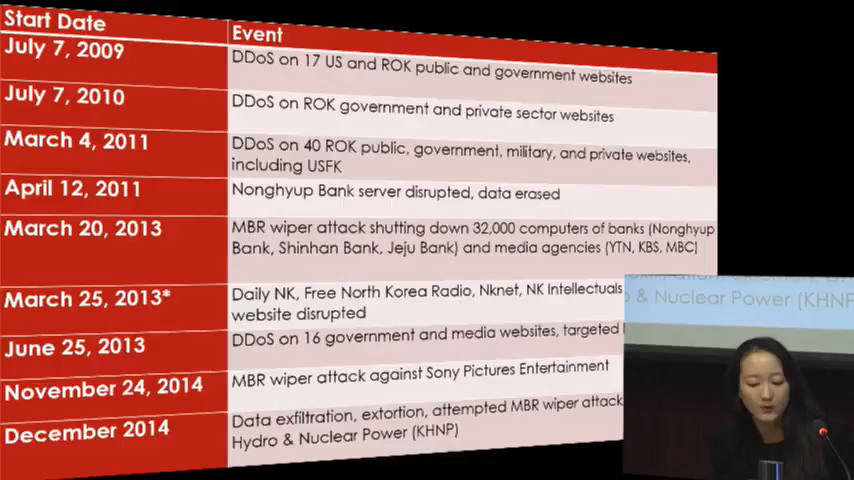 Start Date
Event
July 7, 2009
DDoS on 17 US and ROK public and government websites
July 7, 2010
DDoS on ROK government and private sector websites
March 4, 2011
DDoS on 40 ROK public, government, military, and private websites,
including USFK
April 12, 2011
Nonghyup Bank server disrupted, data erased
March 20, 2013
MBR wiper attack shutting down 32,000 computers of banks (Nonghyup
Bank, Shinhan Bank, Jeju Bank) and media agencies (YTN, KBS, MBC)
March 25, 2013*
Daily NK, Free North Korea Radio, Nknet, NK Intellectuals
website disrupted
June 25, 2013
DDoS on 16 government and media websites, targeted
November 24, 2014
MBR wiper attack against Sony Pictures Entertainment
December 2014
Data exfiltration, extortion, attempted MBR wiper attack
Hydro & Nuclear Power (KHNP)
& Nuclear Power (KHNP